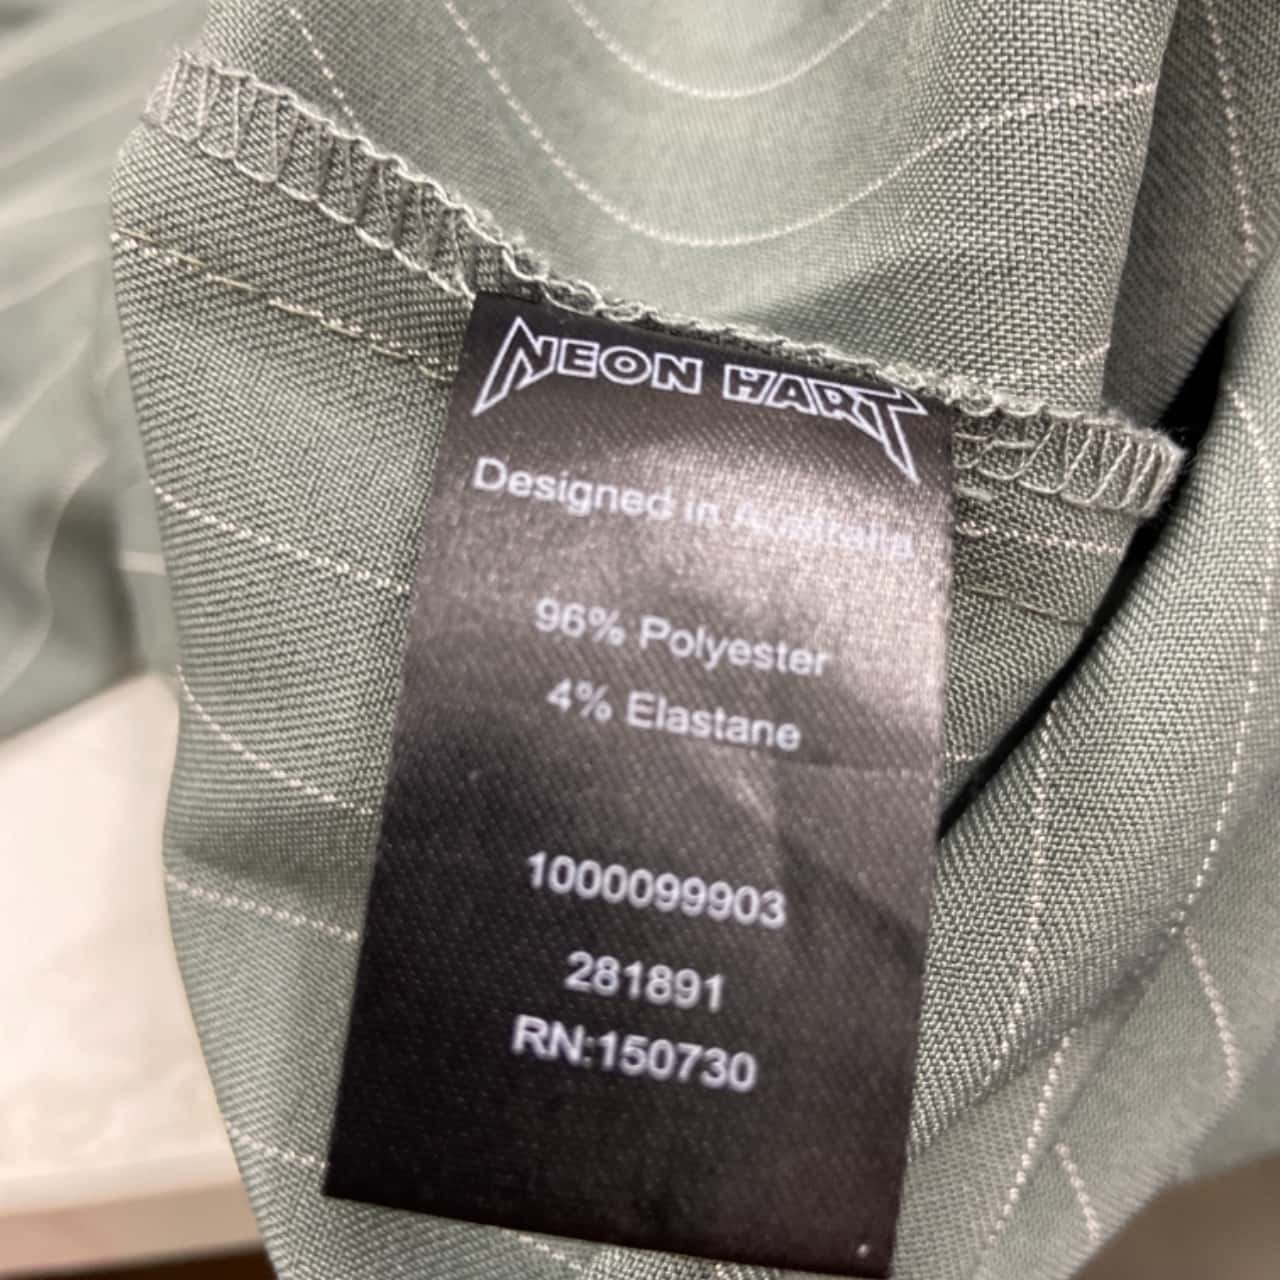 NEON HART
Designed in Australia
96% Polyester
4% Elastane
1000099903
281891
RN:150730